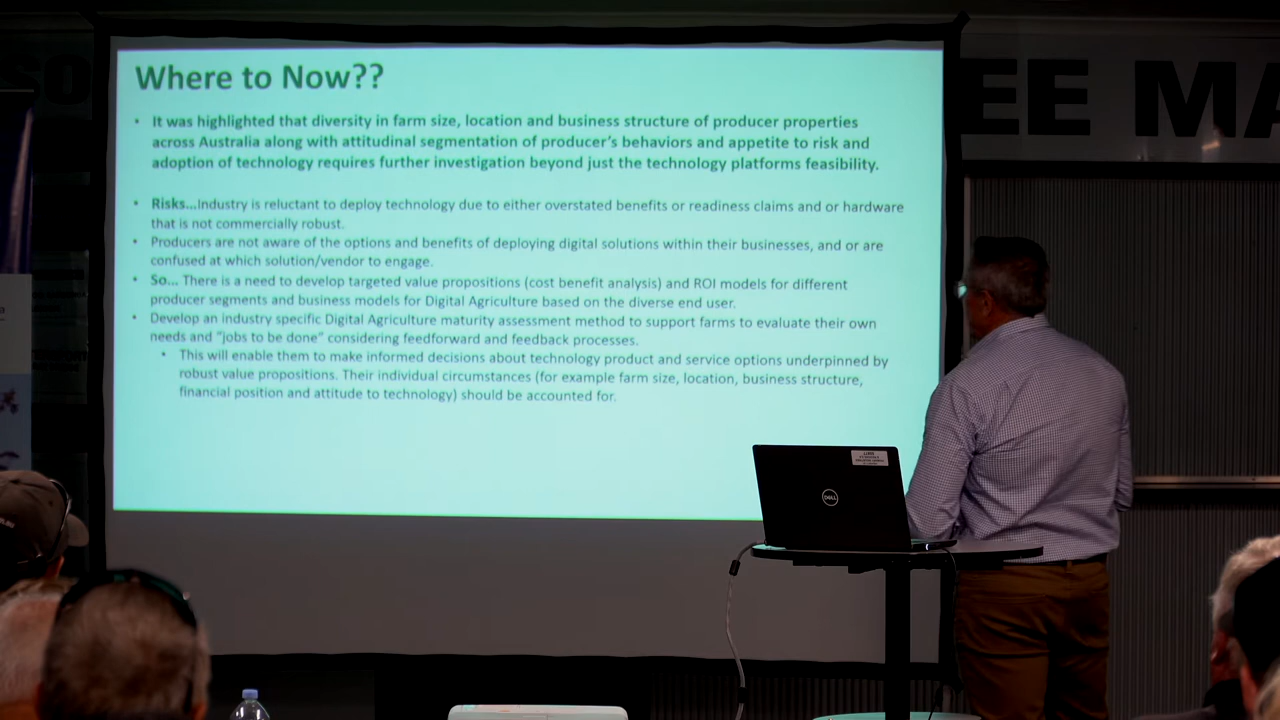 Where to Now??
• It was highlighted that diversity in farm size, location and business structure of producer properties
across Australia along with attitudinal segmentation of producer's behaviors and appetite to risk and
adoption of technology requires further investigation beyond just the technology platforms feasibility.
• Risks...Industry is reluctant to deploy technology due to either overstated benefits or readiness claims and or hardware
that is not commercially robust.
• Producers are not aware of the options and benefits of deploying digital solutions within their businesses, and or are
confused at which solution/vendor to engage.
• So... There is a need to develop targeted value propositions (cost benefit analysis) and ROI models for different
producer segments and business models for Digital Agriculture based on the diverse end user.
• Develop an industry specific Digital Agriculture maturity assessment method to support farms to evaluate their own
needs and "jobs to be done" considering feedforward and feedback processes.
• This will enable them to make informed decisions about technology product and service options underpinned by
robust value propositions. Their individual circumstances (for example farm size, location, business structure,
financial position and attitude to technology) should be accounted for.
EE MA
DELL